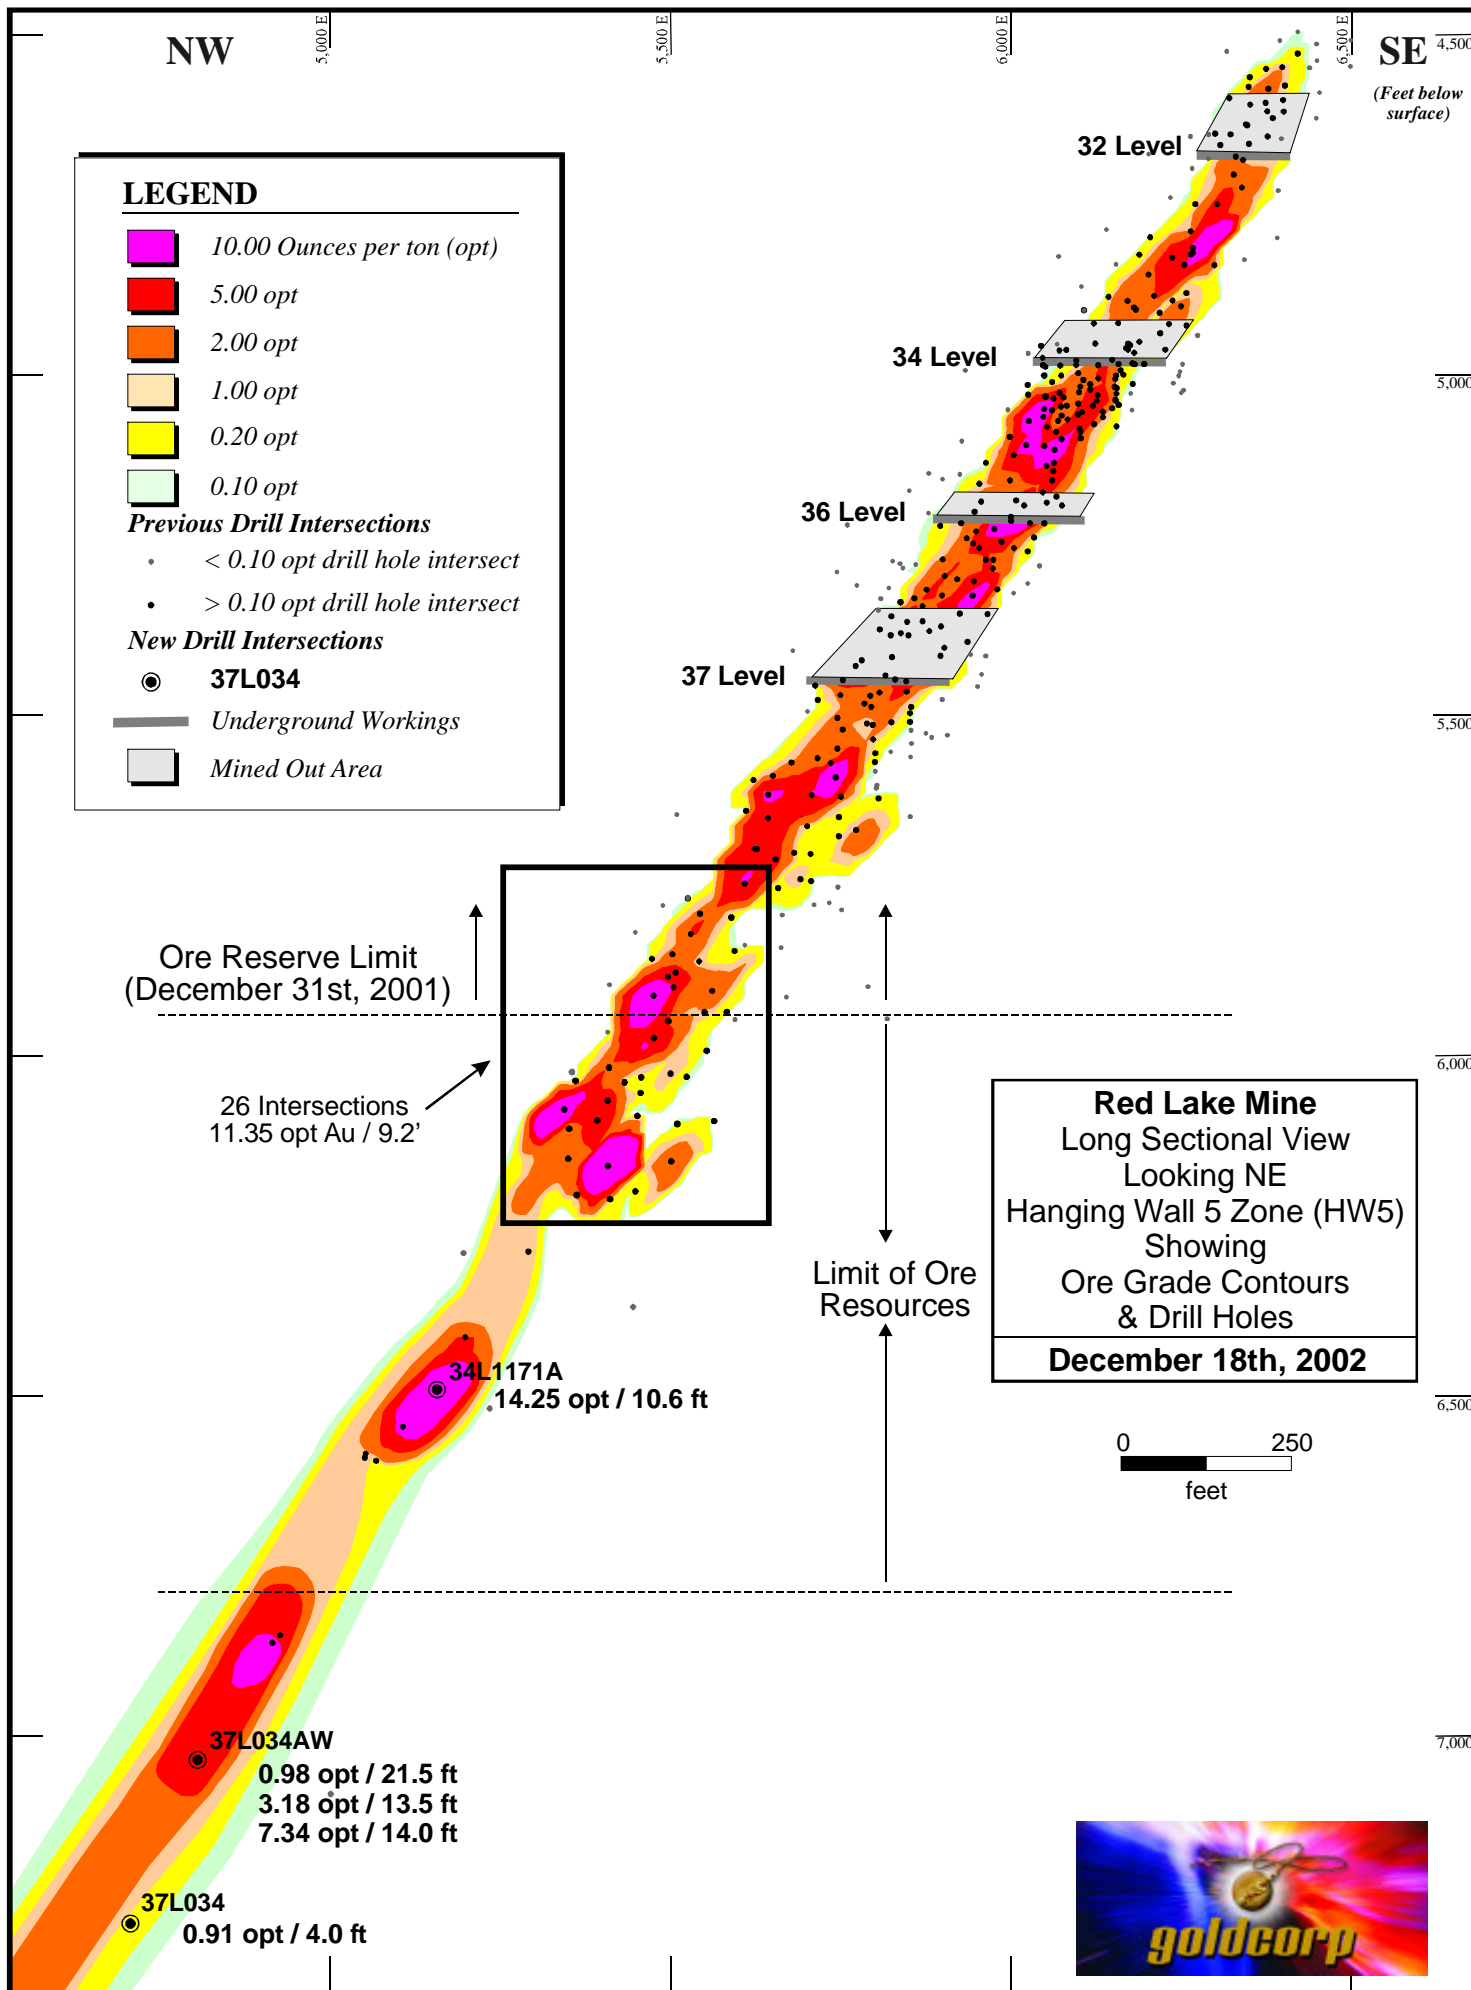 NW
5,000 E
5,500 E
6,000 E
6,500 E
SE
4,500
(Feet below
surface)
32 Level
LEGEND
10.00 Ounces per ton (opt)
5.00 opt
2.00 opt
1.00 opt
0.20 opt
0.10 opt
Previous Drill Intersections
< 0.10 opt drill hole intersect
> 0.10 opt drill hole intersect
New Drill Intersections
37L034
Underground Workings
Mined Out Area
34 Level
5,000
36 Level
37 Level
5,500
Ore Reserve Limit
(December 31st, 2001)
6,000
26 Intersections
11.35 opt Au / 9.2'
Red Lake Mine
Long Sectional View
Looking NE
Hanging Wall 5 Zone (HW5)
Showing
Ore Grade Contours
& Drill Holes
December 18th, 2002
Limit of Ore
Resources
34L1171A
14.25 opt / 10.6 ft
6,500
0 250
feet
37L034AW
0.98 opt / 21.5 ft
3.18 opt / 13.5 ft
7.34 opt / 14.0 ft
7,000
37L034
0.91 opt / 4.0 ft
goldcorp